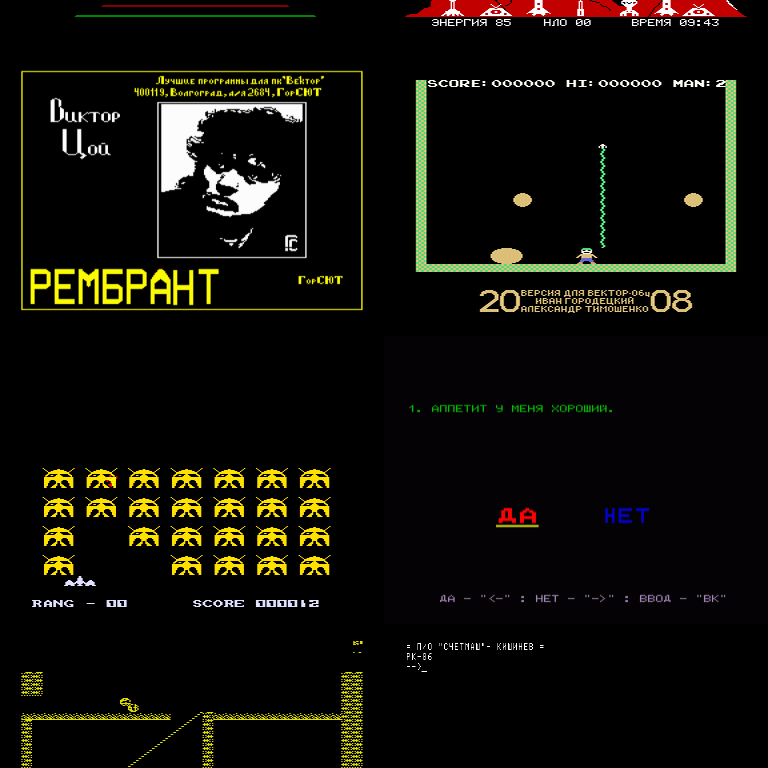 ЭНЕРГИЯ 85 НЛО 00 ВРЕМЯ 09:43
Лучшие программы для пк"Вектор"
400119, Волгоград, а/я 2684, ГорСЮТ
Виктор
Цой
РЕМБРАНТ
ГорСЮТ
SCORE:000000 HI:000000 MAN:2
20 ВЕРСИЯ ДЛЯ ВЕКТОР-06ц 08
ИВАН ГОРОДЕЦКИЙ
АЛЕКСАНДР ТИМОШЕНКО
RANG - 00 SCORE 000012
1. АППЕТИТ У МЕНЯ ХОРОШИЙ.
ДА НЕТ
ДА - "<-" : НЕТ - "->" : ВВОД - "ВК"
= П/О "СЧЕТМАШ"- КИШИНЕВ =
РК-86
-->_